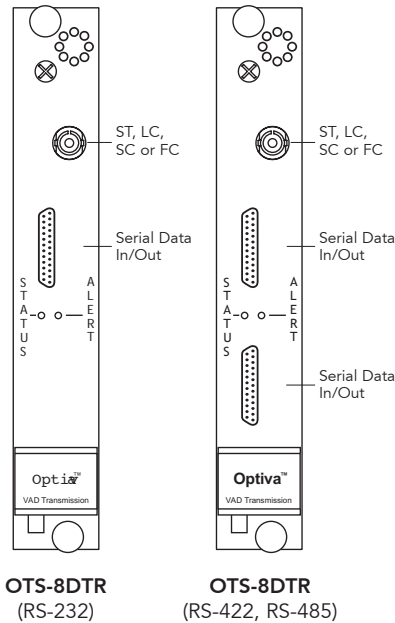 ST, LC,
SC or FC
Serial Data
In/Out
STATUS
ALERT
VAD Transmission
OTS-8DTR
(RS-232)
ST, LC,
SC or FC
Serial Data
In/Out
STATUS
ALERT
Serial Data
In/Out
Optiva™
VAD Transmission
OTS-8DTR
(RS-422, RS-485)